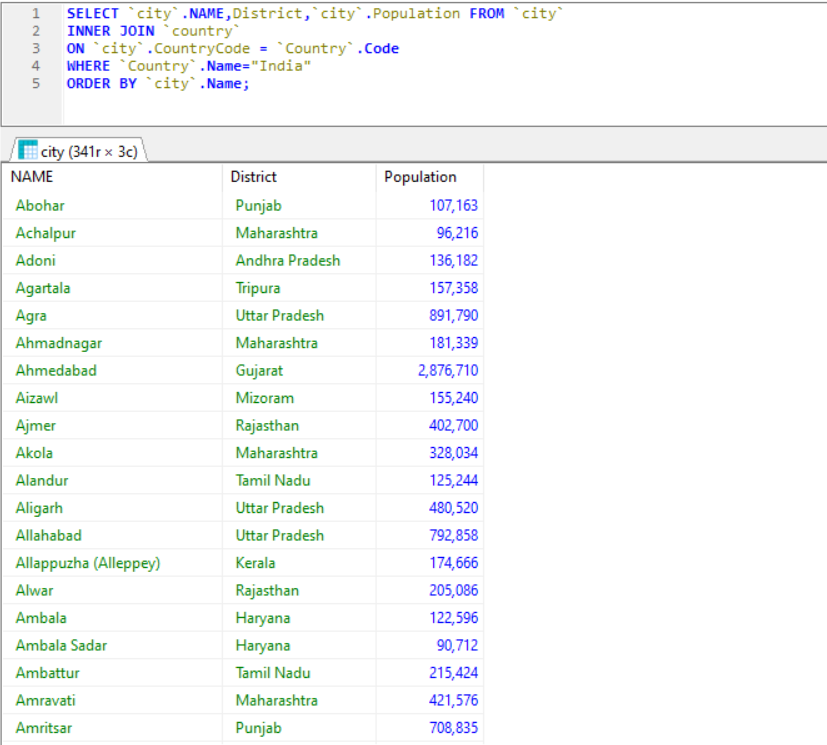 1 SELECT `city`.NAME,District,`city`.Population FROM `city`
2 INNER JOIN `country`
3 ON `city`.CountryCode = `Country`.Code
4 WHERE `Country`.Name="India"
5 ORDER BY `city`.Name;
city (341r × 3c)
NAME District Population
Abohar Punjab 107,163
Achalpur Maharashtra 96,216
Adoni Andhra Pradesh 136,182
Agartala Tripura 157,358
Agra Uttar Pradesh 891,790
Ahmadnagar Maharashtra 181,339
Ahmedabad Gujarat 2,876,710
Aizawl Mizoram 155,240
Ajmer Rajasthan 402,700
Akola Maharashtra 328,034
Alandur Tamil Nadu 125,244
Aligarh Uttar Pradesh 480,520
Allahabad Uttar Pradesh 792,858
Allappuzha (Alleppey) Kerala 174,666
Alwar Rajasthan 205,086
Ambala Haryana 122,596
Ambala Sadar Haryana 90,712
Ambattur Tamil Nadu 215,424
Amravati Maharashtra 421,576
Amritsar Punjab 708,835